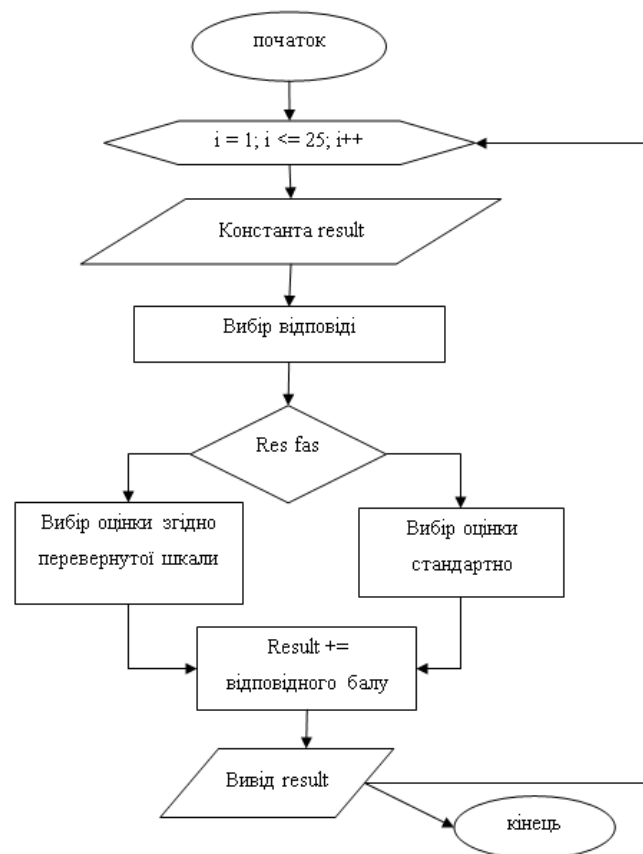 початок
i = 1; i <= 25; i++
Константа result
Вибір відповіді
Res fas
Вибір оцінки згідно
перевернутої шкали
Вибір оцінки
стандартно
Result +=
відповідного балу
Вивід result
кінець